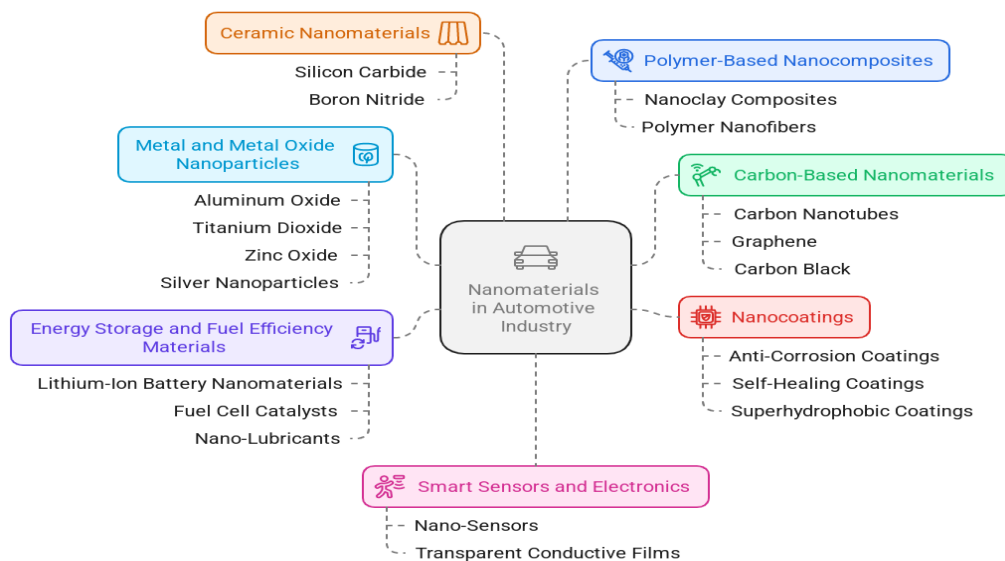 Ceramic Nanomaterials
Silicon Carbide
Boron Nitride
Polymer-Based Nanocomposites
Nanoclay Composites
Polymer Nanofibers
Metal and Metal Oxide
Nanoparticles
Aluminum Oxide
Titanium Dioxide
Zinc Oxide
Silver Nanoparticles
Carbon-Based Nanomaterials
Carbon Nanotubes
Graphene
Carbon Black
Nanomaterials
in Automotive
Industry
Energy Storage and Fuel Efficiency
Materials
Lithium-Ion Battery Nanomaterials
Fuel Cell Catalysts
Nano-Lubricants
Nanocoatings
Anti-Corrosion Coatings
Self-Healing Coatings
Superhydrophobic Coatings
Smart Sensors and Electronics
Nano-Sensors
Transparent Conductive Films